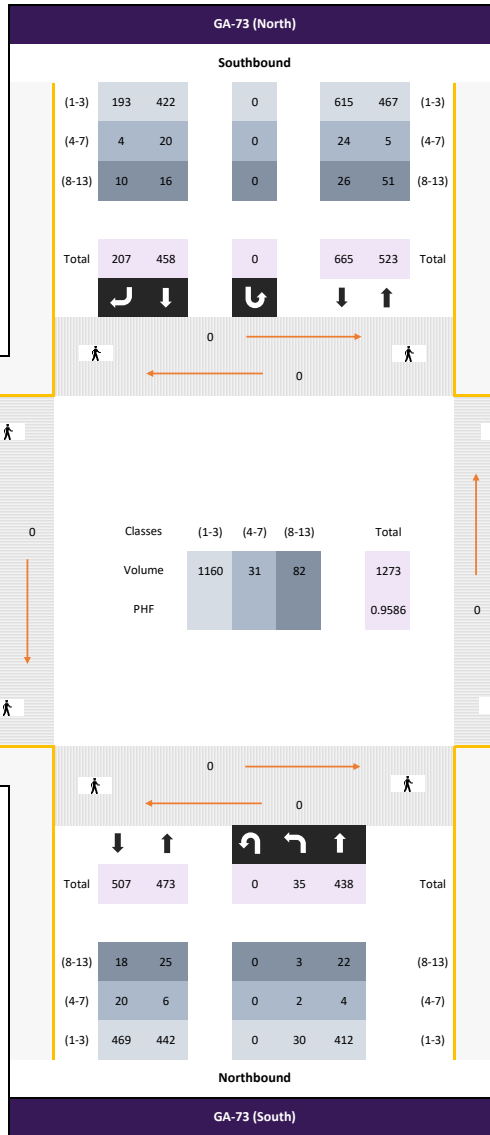 GA-73 (North)
Southbound
(1-3) 193 422 0 615 467 (1-3)
(4-7) 4 20 0 24 5 (4-7)
(8-13) 10 16 0 26 51 (8-13)
Total 207 458 0 665 523 Total
0
0
0
Classes (1-3) (4-7) (8-13) Total
Volume 1160 31 82 1273
PHF 0.9586
0
0
0
Total 507 473 0 35 438 Total
(8-13) 18 25 0 3 22 (8-13)
(4-7) 20 6 0 2 4 (4-7)
(1-3) 469 442 0 30 412 (1-3)
Northbound
GA-73 (South)